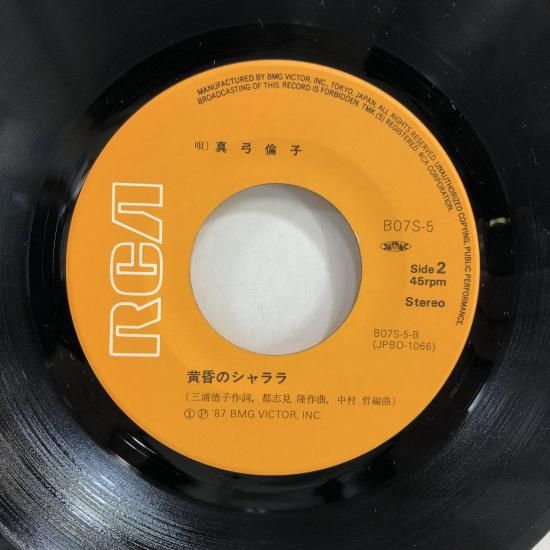 MANUFACTURED BY BMG VICTOR, INC., TOKYO, JAPAN. ALL RIGHTS RESERVED. UNAUTHORIZED COPYING, PUBLIC PERFORMANCE,
BROADCASTING OF THIS RECORD IS FORBIDDEN. TMK(S) REGISTERED. RCA CORPORATION.
唄) 真弓倫子
RCA
B07S-5
JASRAC
Side 2
45rpm
Stereo
B07S-5-B
(JPBO-1066)
黄昏のシャララ
(三浦徳子作詞, 都志見 隆作曲, 中村 哲編曲)
① Ⓟ '87 BMG VICTOR, INC.